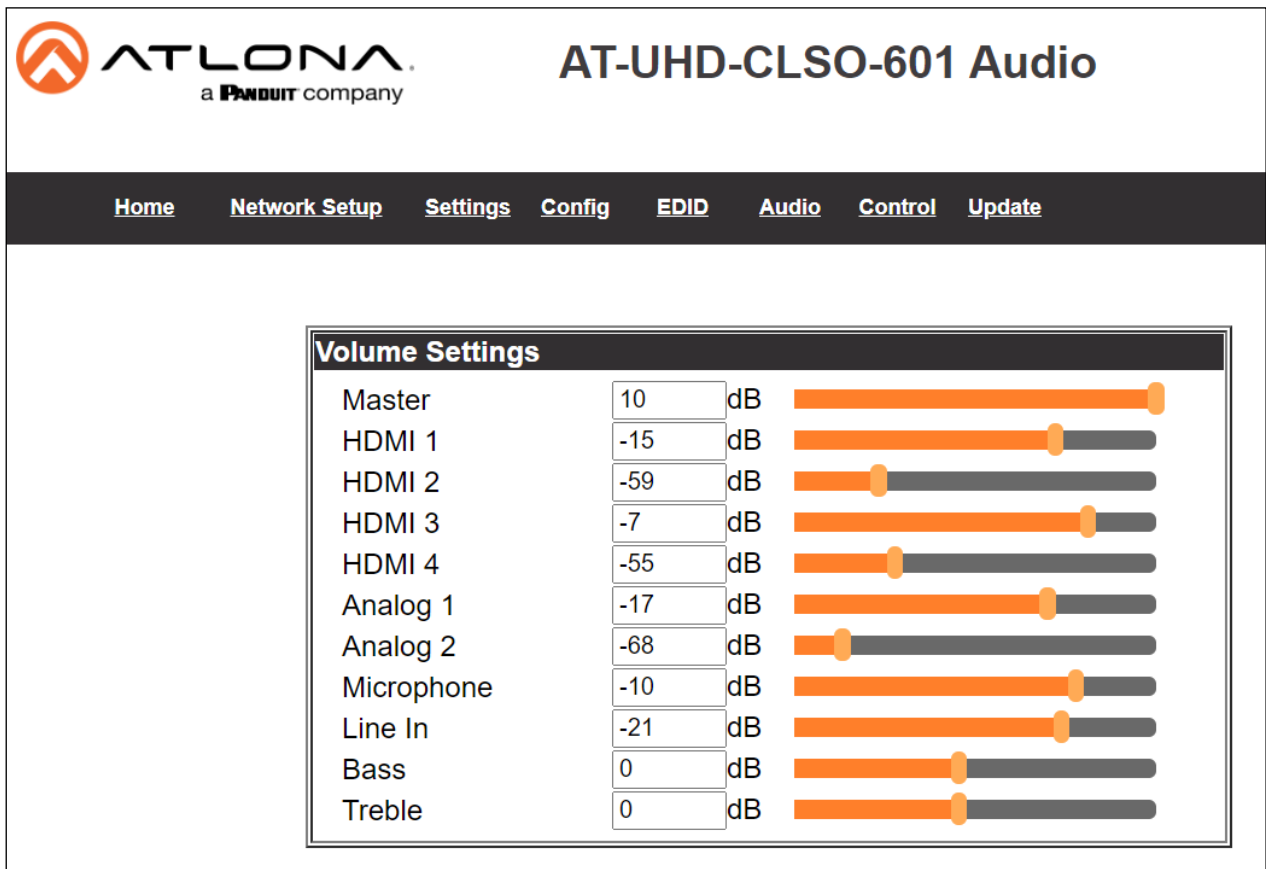 ATLONA.
a PANDUIT company
AT-UHD-CLSO-601 Audio
Home Network Setup Settings Config EDID Audio Control Update
Volume Settings
Master 10 dB
HDMI 1 -15 dB
HDMI 2 -59 dB
HDMI 3 -7 dB
HDMI 4 -55 dB
Analog 1 -17 dB
Analog 2 -68 dB
Microphone -10 dB
Line In -21 dB
Bass 0 dB
Treble 0 dB